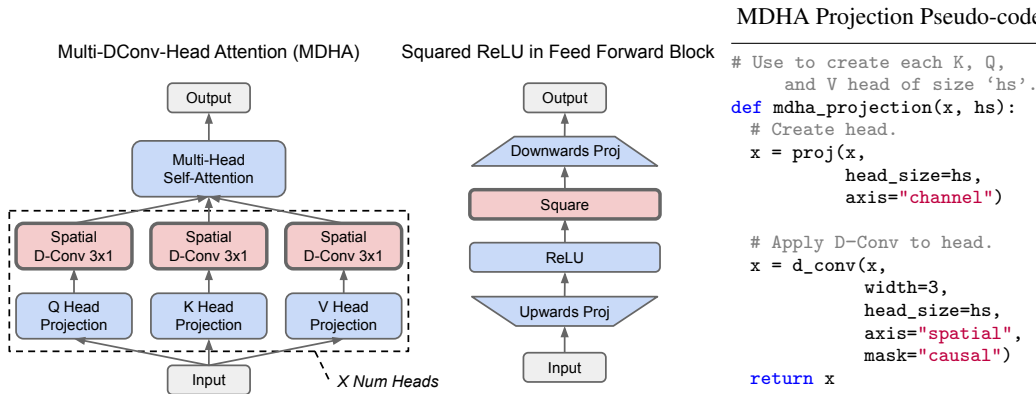 Multi-DConv-Head Attention (MDHA)
Output
Multi-Head
Self-Attention
Spatial
D-Conv 3x1
Spatial
D-Conv 3x1
Spatial
D-Conv 3x1
Q Head
Projection
K Head
Projection
V Head
Projection
Input
X Num Heads
Squared ReLU in Feed Forward Block
Output
Downwards Proj
Square
ReLU
Upwards Proj
Input
MDHA Projection Pseudo-code
# Use to create each K, Q,
and V head of size ‘hs’.
def mdha_projection(x, hs):
# Create head.
x = proj(x,
head_size=hs,
axis="channel")
# Apply D-Conv to head.
x = d_conv(x,
width=3,
head_size=hs,
axis="spatial",
mask="causal")
return x